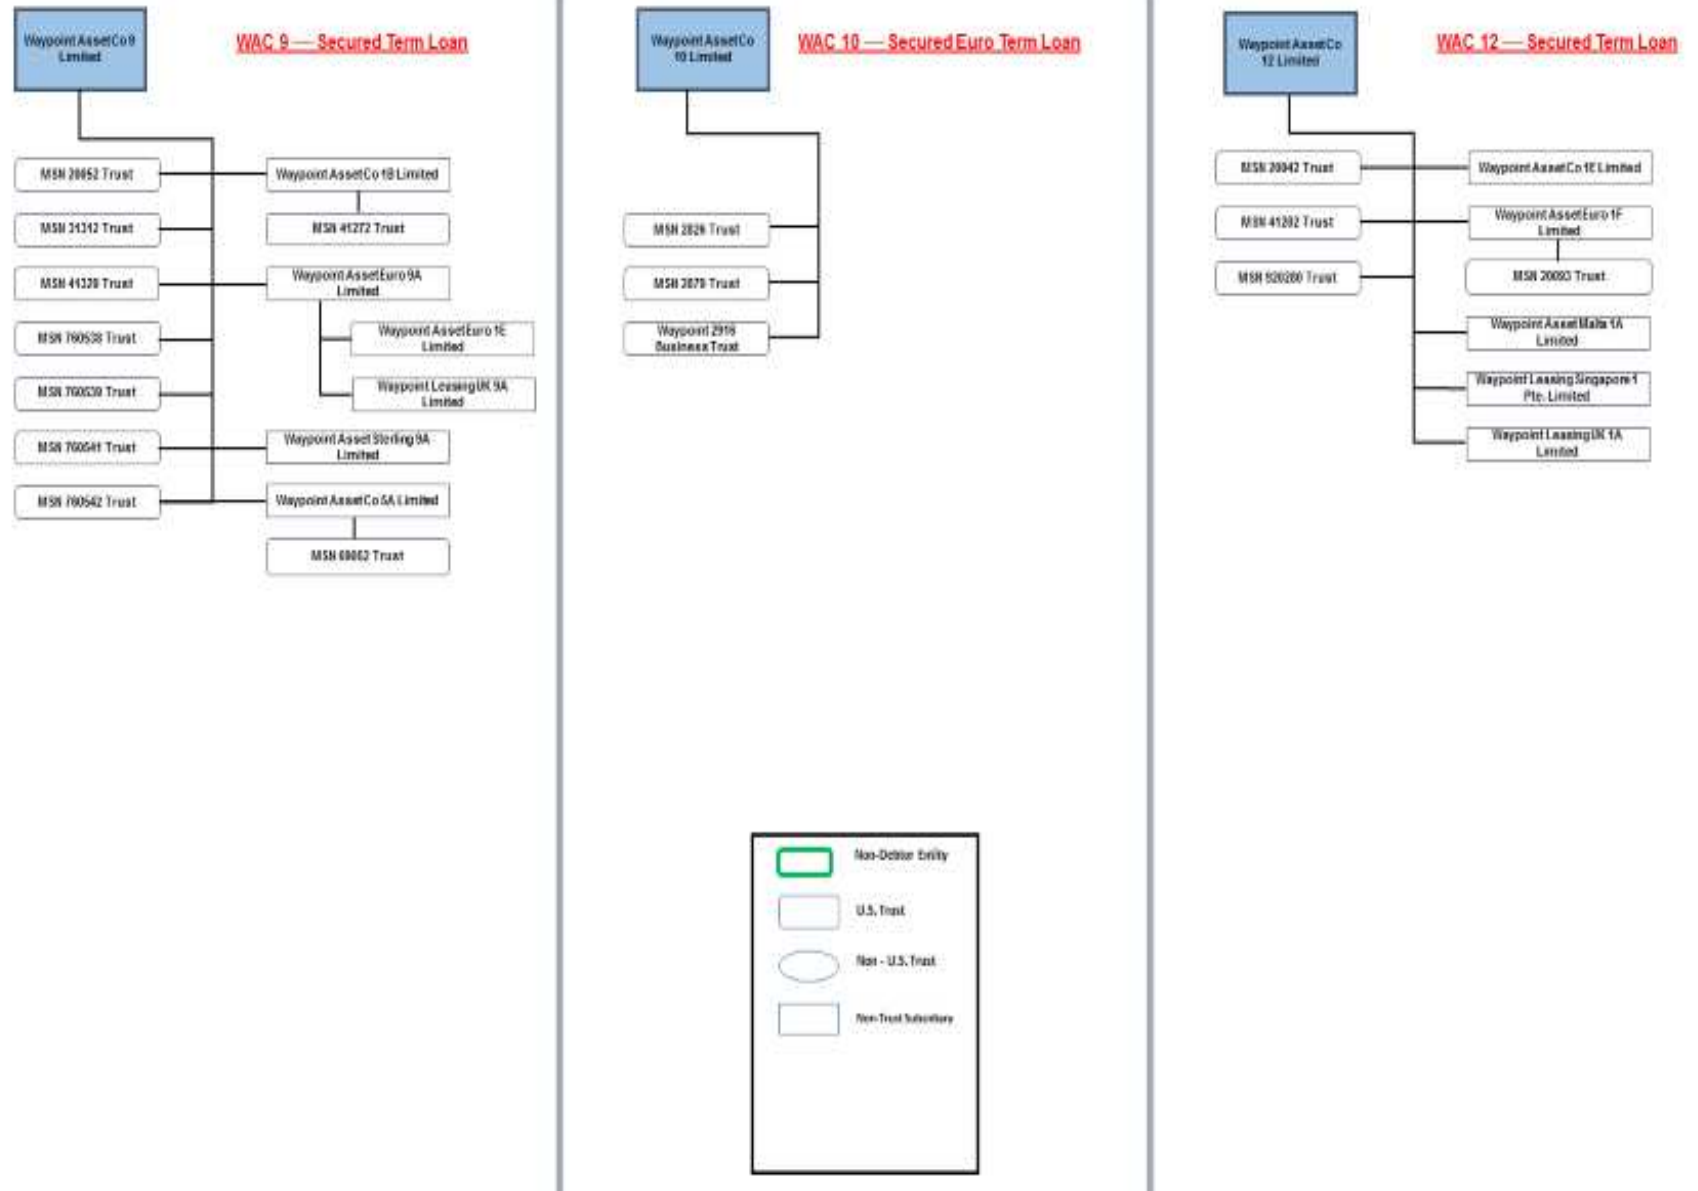 Waypoint AssetCo 9
Limited
WAC 9 — Secured Term Loan
MSN 20052 Trust
Waypoint AssetCo 1B Limited
MSN 31312 Trust
MSN 41272 Trust
MSN 41329 Trust
Waypoint AssetEuro 9A
Limited
MSN 760538 Trust
Waypoint AssetEuro 1E
Limited
MSN 760539 Trust
Waypoint Leasing UK 9A
Limited
MSN 760541 Trust
Waypoint Asset Sterling 9A
Limited
MSN 760542 Trust
Waypoint AssetCo 5A Limited
MSN Trust
Waypoint AssetCo
10 Limited
WAC 10 — Secured Euro Term Loan
MSN 2826 Trust
MSN 2879 Trust
Waypoint 2916
Business Trust
Waypoint AssetCo
12 Limited
WAC 12 — Secured Term Loan
MSN 20042 Trust
Waypoint AssetCo 1E Limited
MSN 41202 Trust
Waypoint AssetEuro 1F
Limited
MSN 920280 Trust
MSN 20093 Trust
Waypoint Asset Malta 1A
Limited
Waypoint Leasing Singapore 1
Pte. Limited
Waypoint Leasing UK 1A
Limited
Non-Debtor Entity
U.S. Trust
Non - U.S. Trust
Non-Trust Subsidiary